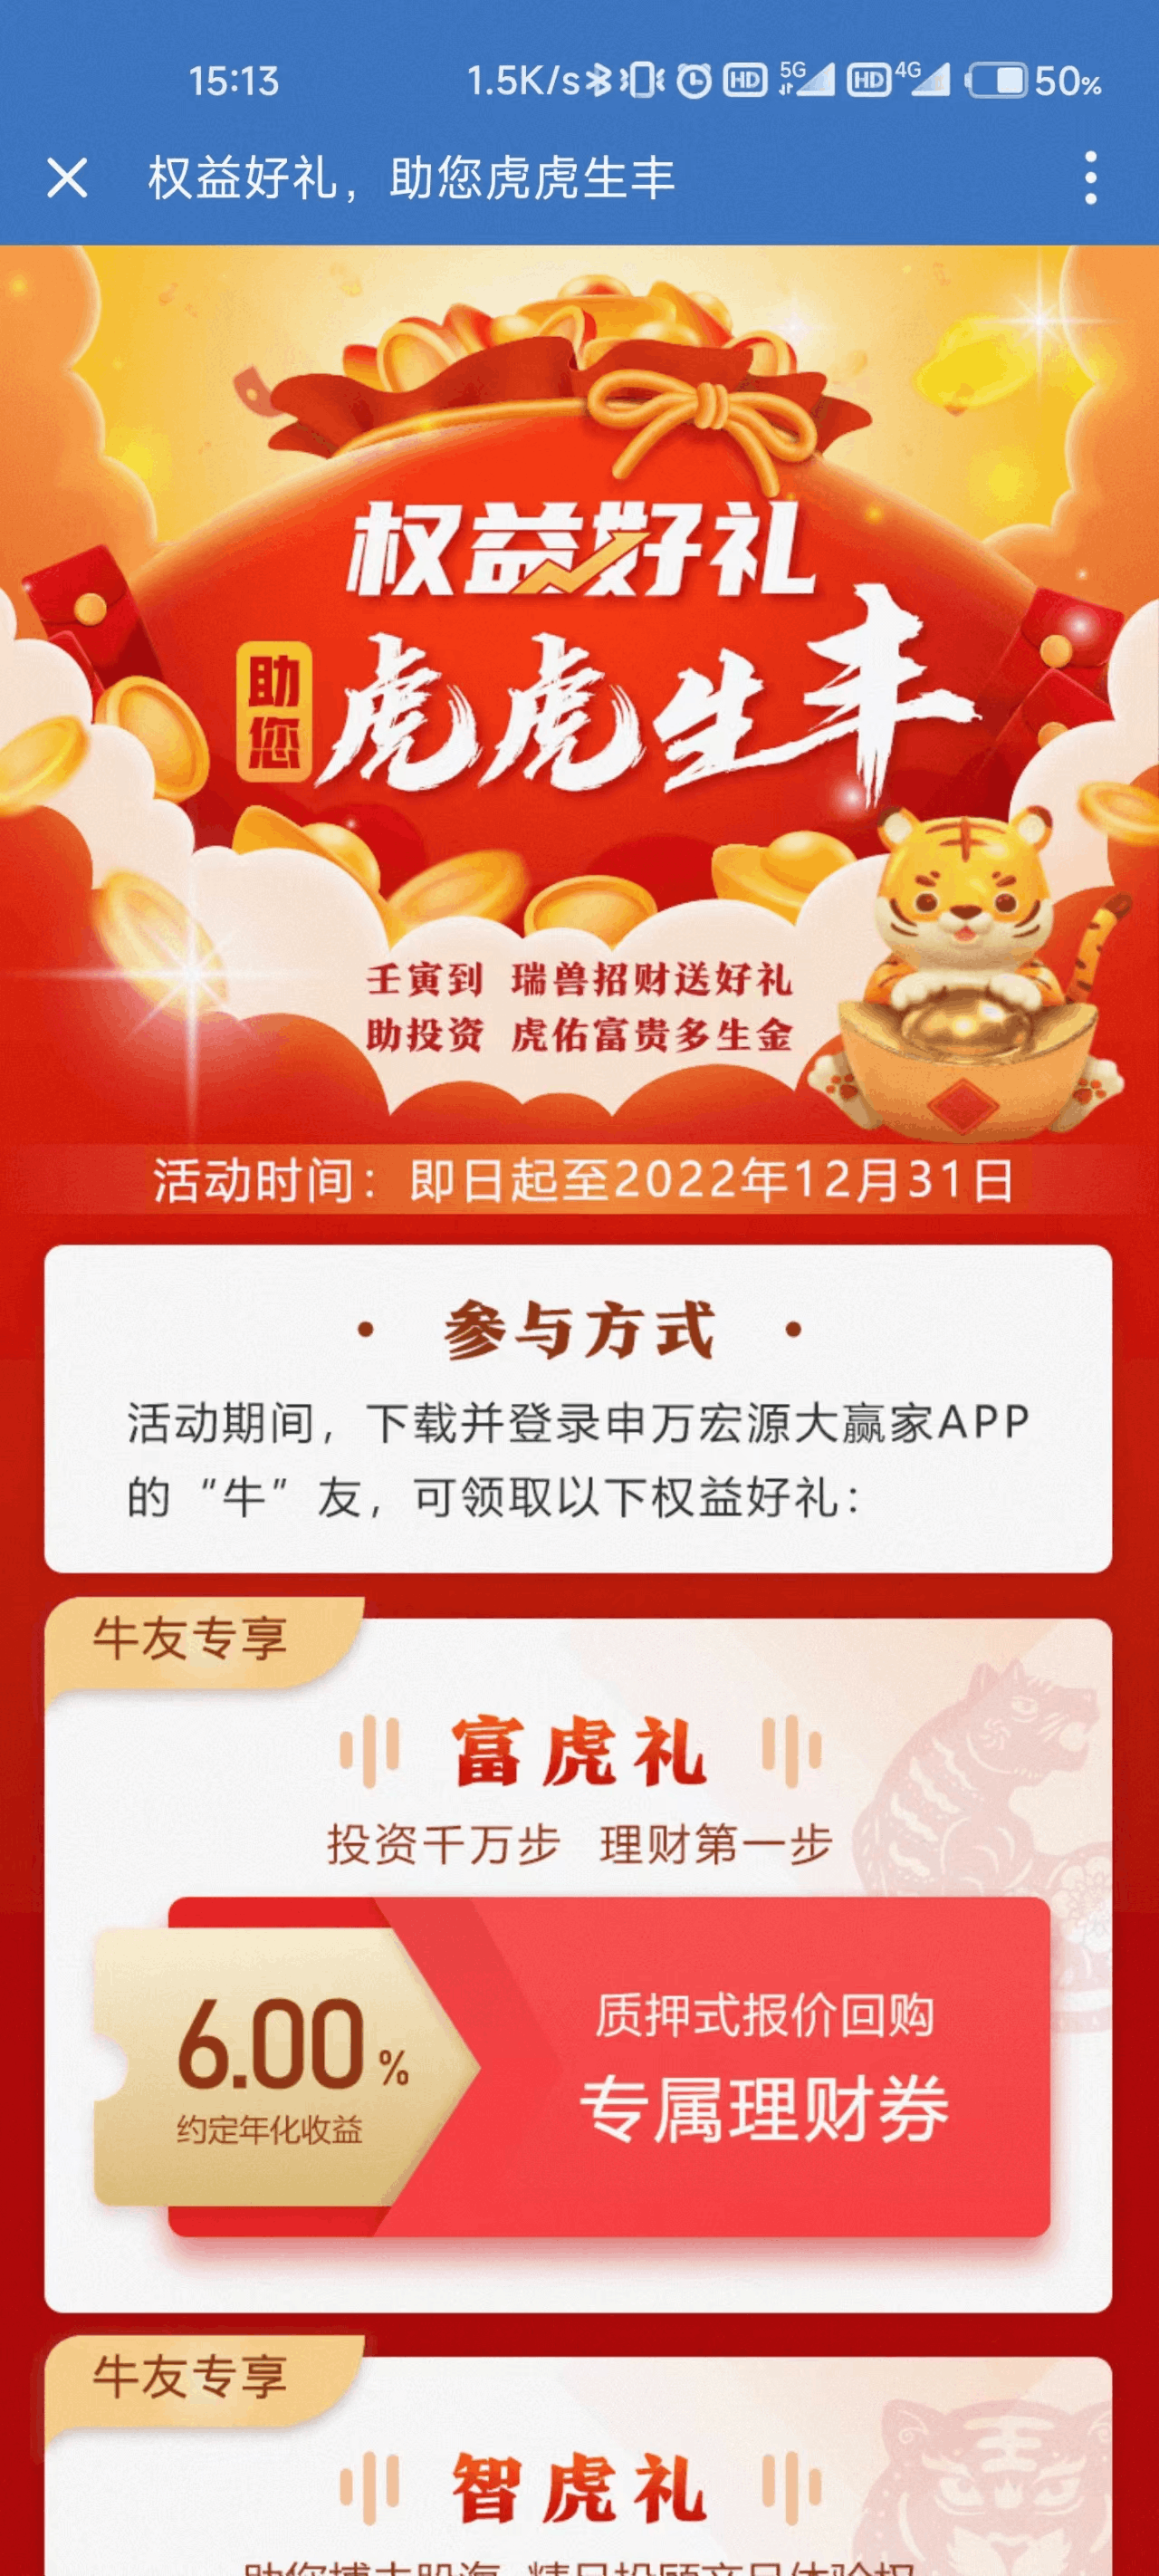 15:13
1.5K/s
HD
5G
HD
4G
50%
权益好礼，助您虎虎生丰
权益好礼
助您
虎虎生丰
壬寅到 瑞兽招财送好礼
助投资 虎佑富贵多生金
活动时间：即日起至2022年12月31日
· 参与方式 ·
活动期间，下载并登录申万宏源大赢家APP
的“牛”友，可领取以下权益好礼：
牛友专享
富虎礼
投资千万步 理财第一步
6.00%
约定年化收益
质押式报价回购
专属理财券
牛友专享
智虎礼